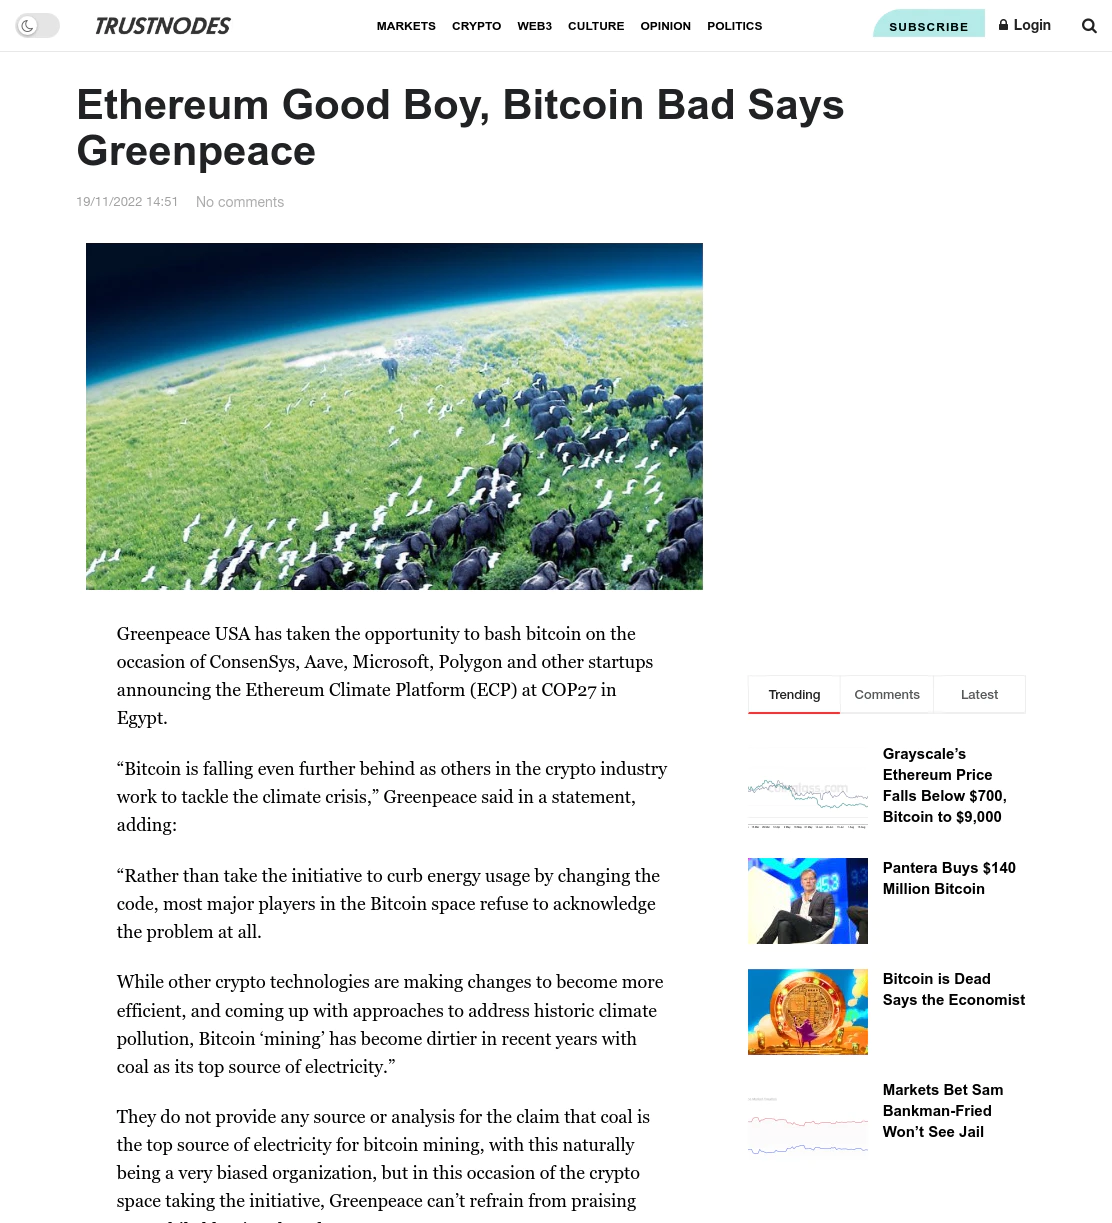 TRUSTNODES
MARKETS CRYPTO WEB3 CULTURE OPINION POLITICS
SUBSCRIBE
Login
Ethereum Good Boy, Bitcoin Bad Says
Greenpeace
19/11/2022 14:51 No comments
Greenpeace USA has taken the opportunity to bash bitcoin on the
occasion of ConsenSys, Aave, Microsoft, Polygon and other startups
announcing the Ethereum Climate Platform (ECP) at COP27 in
Egypt.
“Bitcoin is falling even further behind as others in the crypto industry
work to tackle the climate crisis,” Greenpeace said in a statement,
adding:
“Rather than take the initiative to curb energy usage by changing the
code, most major players in the Bitcoin space refuse to acknowledge
the problem at all.
While other crypto technologies are making changes to become more
efficient, and coming up with approaches to address historic climate
pollution, Bitcoin ‘mining’ has become dirtier in recent years with
coal as its top source of electricity.”
They do not provide any source or analysis for the claim that coal is
the top source of electricity for bitcoin mining, with this naturally
being a very biased organization, but in this occasion of the crypto
space taking the initiative, Greenpeace can’t refrain from praising
Trending Comments Latest
Grayscale’s
Ethereum Price
Falls Below $700,
Bitcoin to $9,000
Pantera Buys $140
Million Bitcoin
Bitcoin is Dead
Says the Economist
Markets Bet Sam
Bankman-Fried
Won’t See Jail